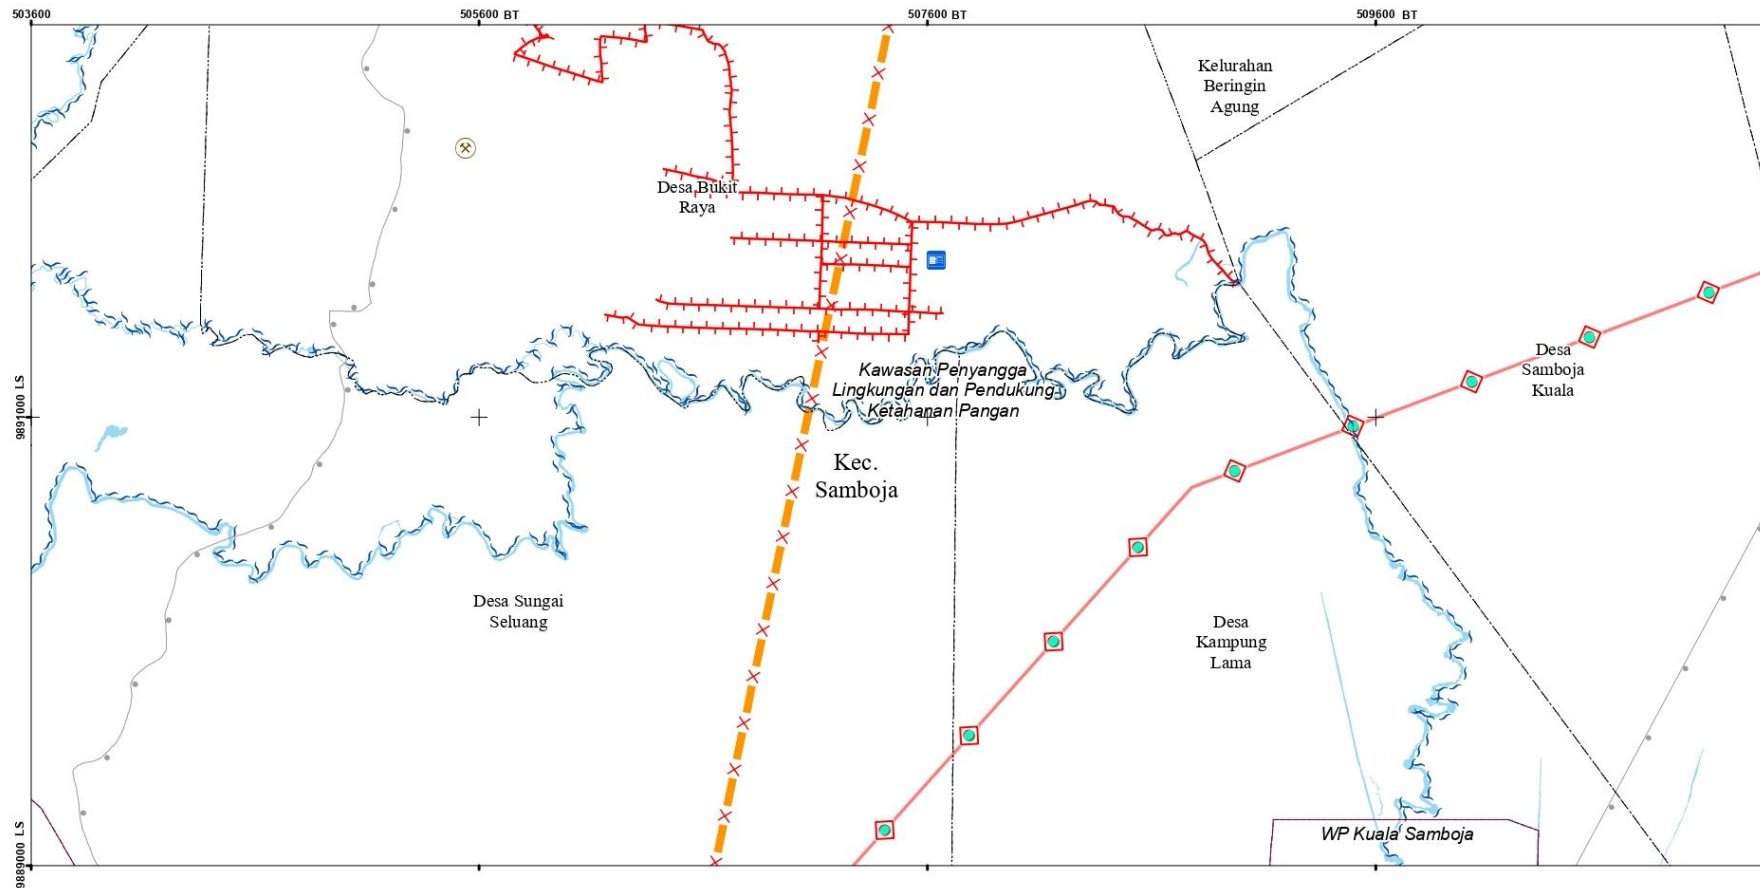 503600
505600 BT
507600 BT
509600 BT
Kelurahan
Beringin
Agung
Desa Bukit
Raya
Desa
Samboja
Kuala
Kawasan Penyangga
Lingkungan dan Pendukung
Ketahanan Pangan
9891000 LS
Kec.
Samboja
Desa Sungai
Seluang
Desa
Kampung
Lama
WP Kuala Samboja
9889000 LS